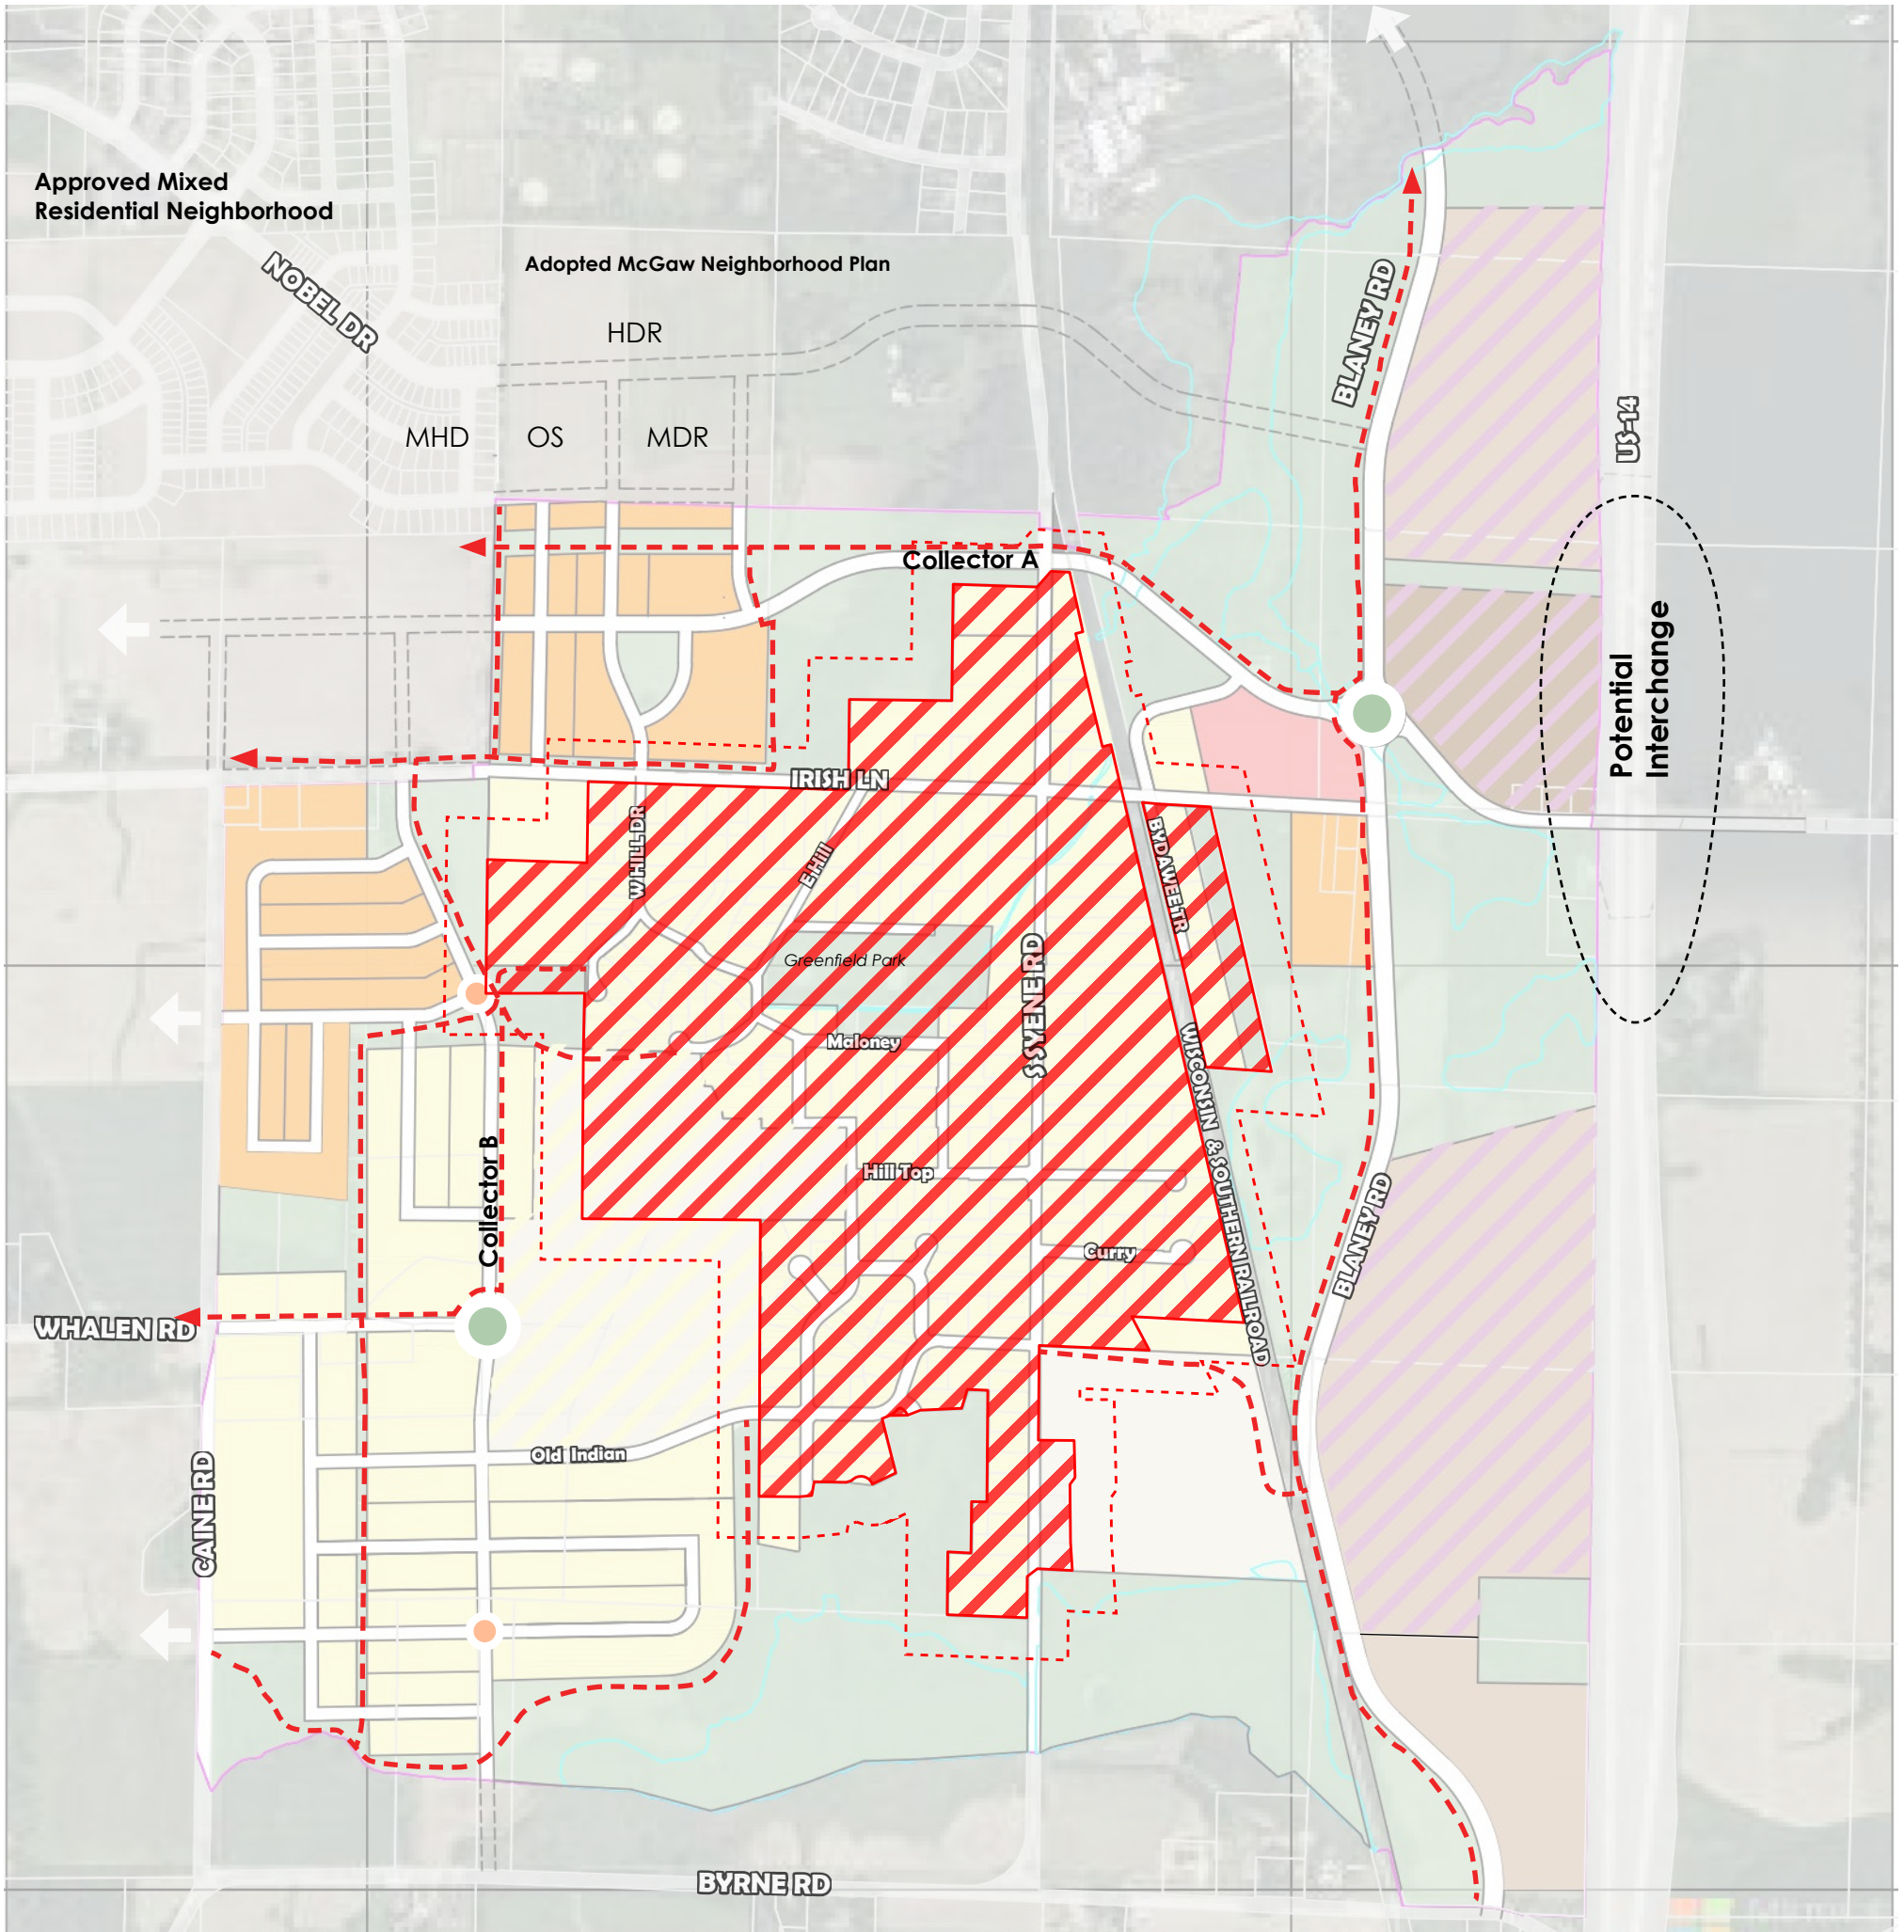 Approved Mixed
Residential Neighborhood
NOBEL DR
Adopted McGaw Neighborhood Plan
HDR
MHD
OS
MDR
BLANEY RD
US-14
Collector A
Potential
Interchange
IRISH LN
W HILL DR
E Hill
BYDAWEE TR
Greenfield Park
S SYENE RD
Maloney
WISCONSIN & SOUTHERN RAILROAD
Collector B
Hill Top
Curry
BLANEY RD
WHALEN RD
Old Indian
CAINE RD
BYRNE RD